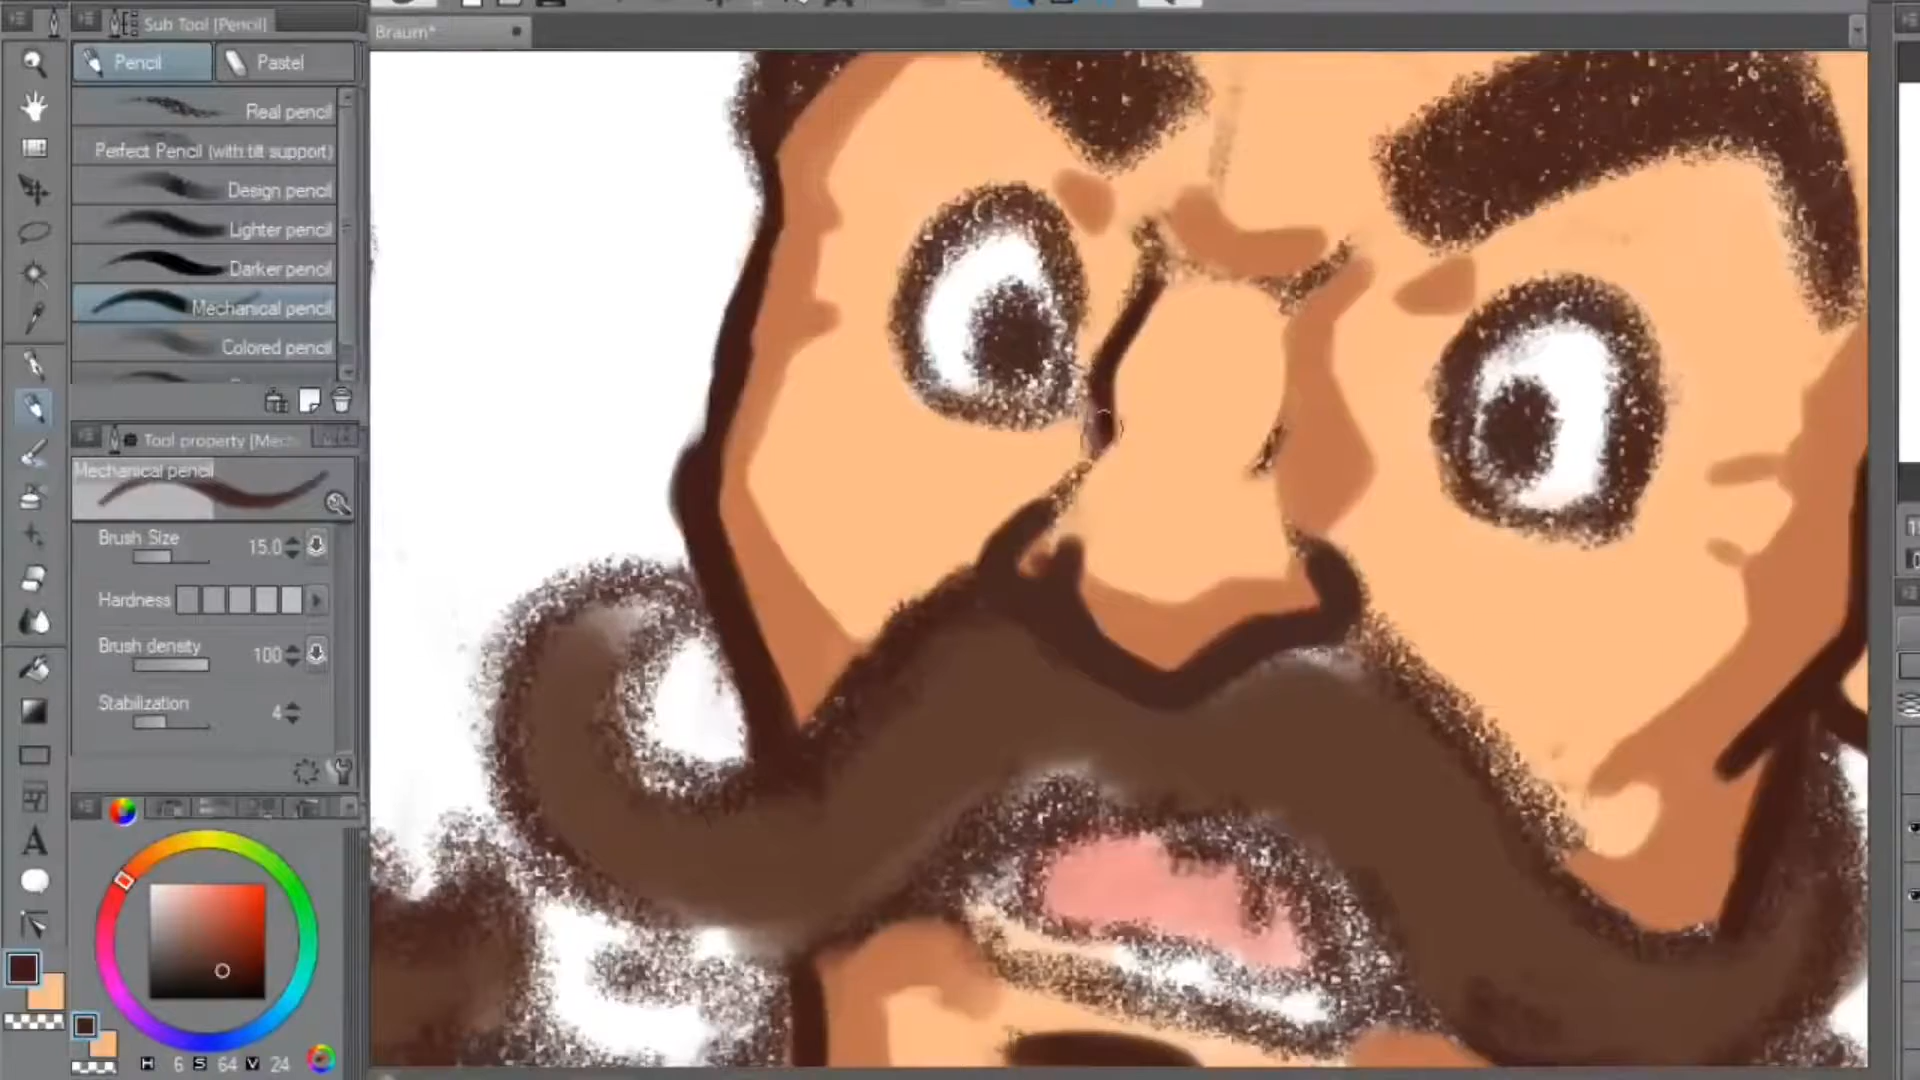 Sub Tool [Pencil]
Braum*
Pencil
Pastel
Real pencil
Perfect Pencil (with tilt support)
Design pencil
Lighter pencil
Darker pencil
Mechanical pencil
Colored pencil
Tool property [Mech
Mechanical pencil
Brush Size 15.0
Hardness
Brush density 100
Stabilization 4
A
H 6 S 64 V 24